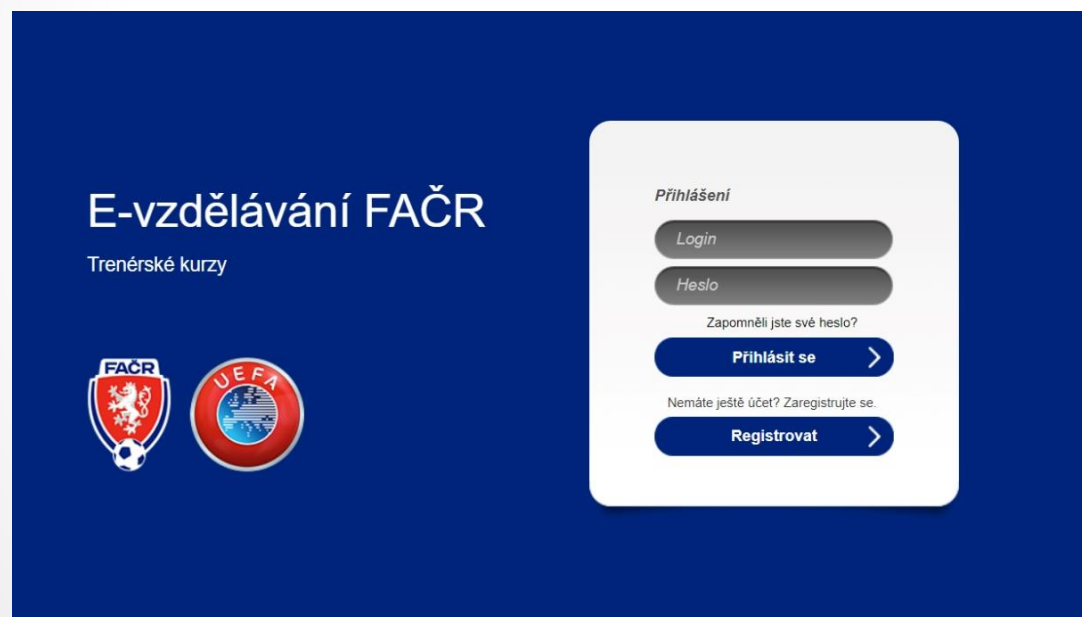 E-vzdělávání FAČR
Trenérské kurzy
FAČR
UEFA
Přihlášení
Login
Heslo
Zapomněli jste své heslo?
Přihlásit se
Nemáte ještě účet? Zaregistrujte se.
Registrovat